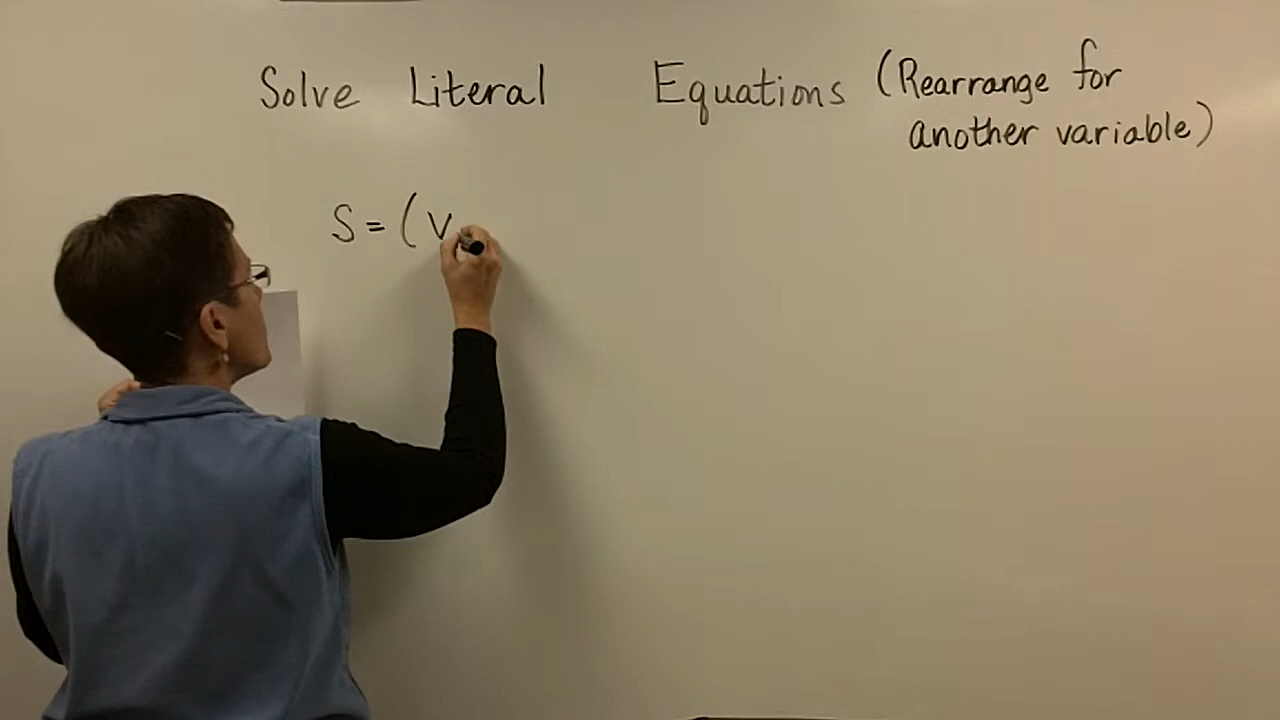 Solve Literal Equations (Rearrange for
another variable)
S = ( v